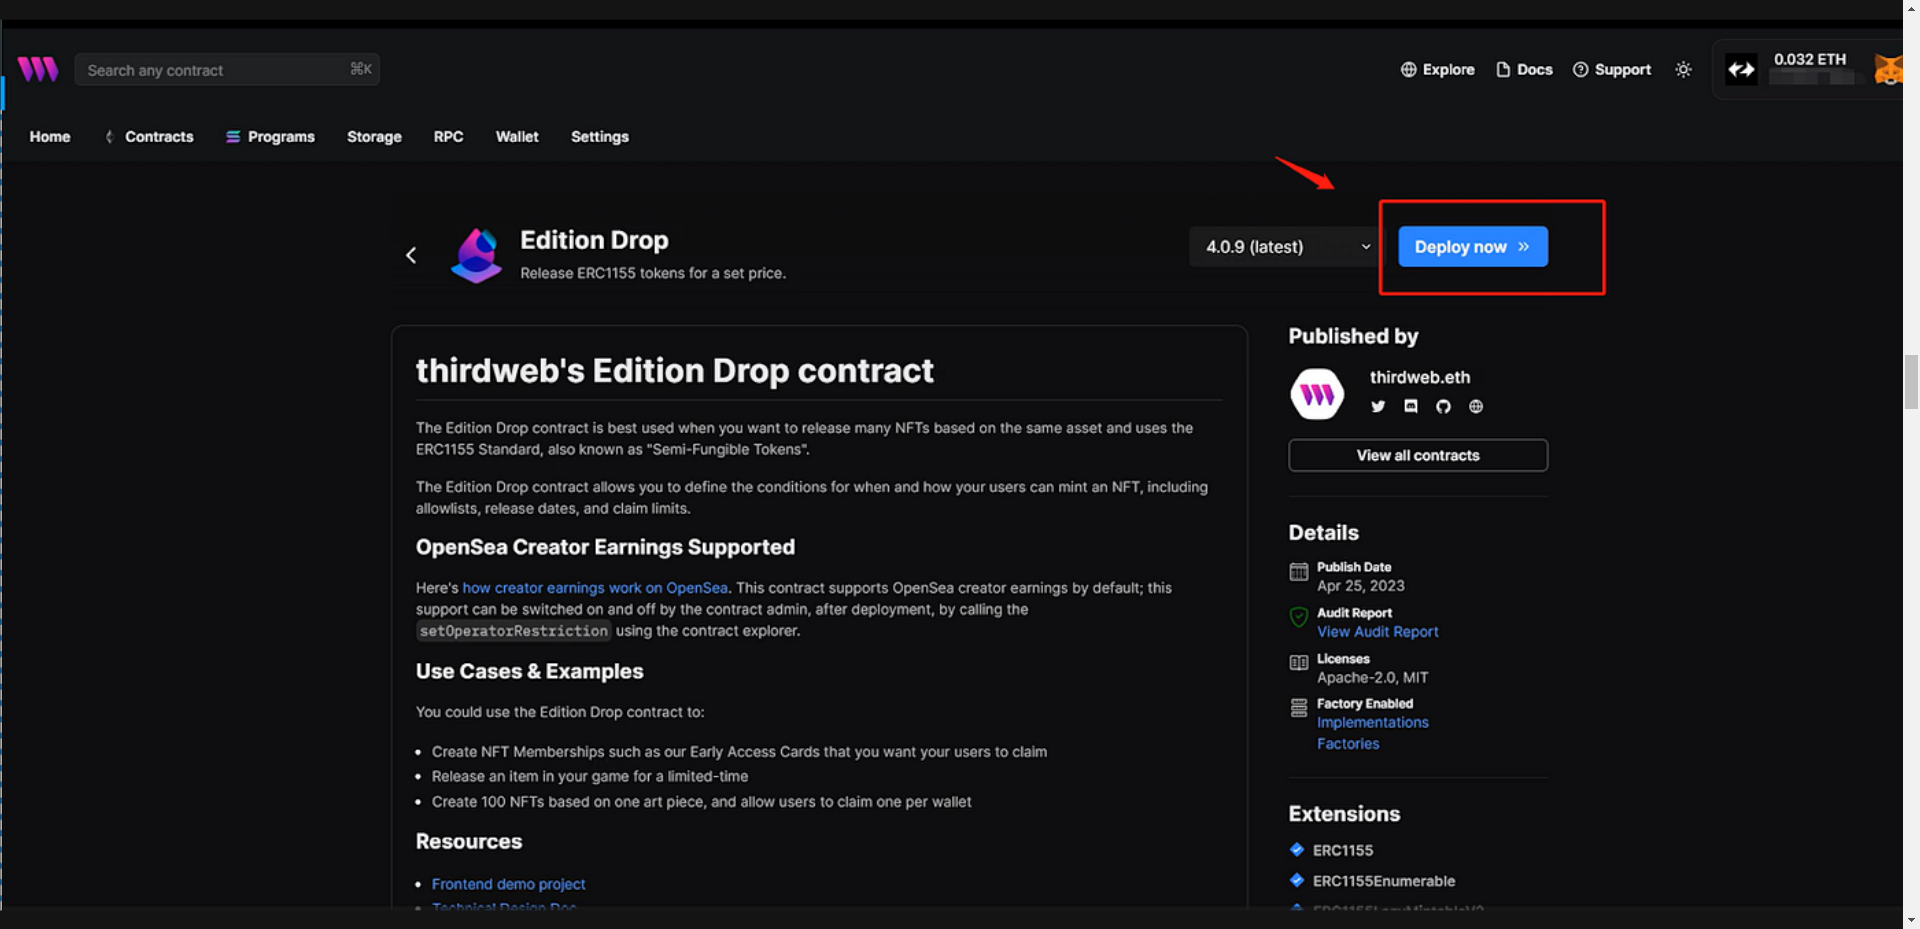 Search any contract
⌘K
Explore
Docs
Support
0.032 ETH
Home
Contracts
Programs
Storage
RPC
Wallet
Settings
Edition Drop
Release ERC1155 tokens for a set price.
4.0.9 (latest)
Deploy now »
thirdweb's Edition Drop contract
The Edition Drop contract is best used when you want to release many NFTs based on the same asset and uses the
ERC1155 Standard, also known as "Semi-Fungible Tokens".
The Edition Drop contract allows you to define the conditions for when and how your users can mint an NFT, including
allowlists, release dates, and claim limits.
OpenSea Creator Earnings Supported
Here's how creator earnings work on OpenSea. This contract supports OpenSea creator earnings by default; this
support can be switched on and off by the contract admin, after deployment, by calling the
setOperatorRestriction using the contract explorer.
Use Cases & Examples
You could use the Edition Drop contract to:
• Create NFT Memberships such as our Early Access Cards that you want your users to claim
• Release an item in your game for a limited-time
• Create 100 NFTs based on one art piece, and allow users to claim one per wallet
Resources
• Frontend demo project
• Technical Design Doc
Published by
thirdweb.eth
View all contracts
Details
Publish Date
Apr 25, 2023
Audit Report
View Audit Report
Licenses
Apache-2.0, MIT
Factory Enabled
Implementations
Factories
Extensions
ERC1155
ERC1155Enumerable